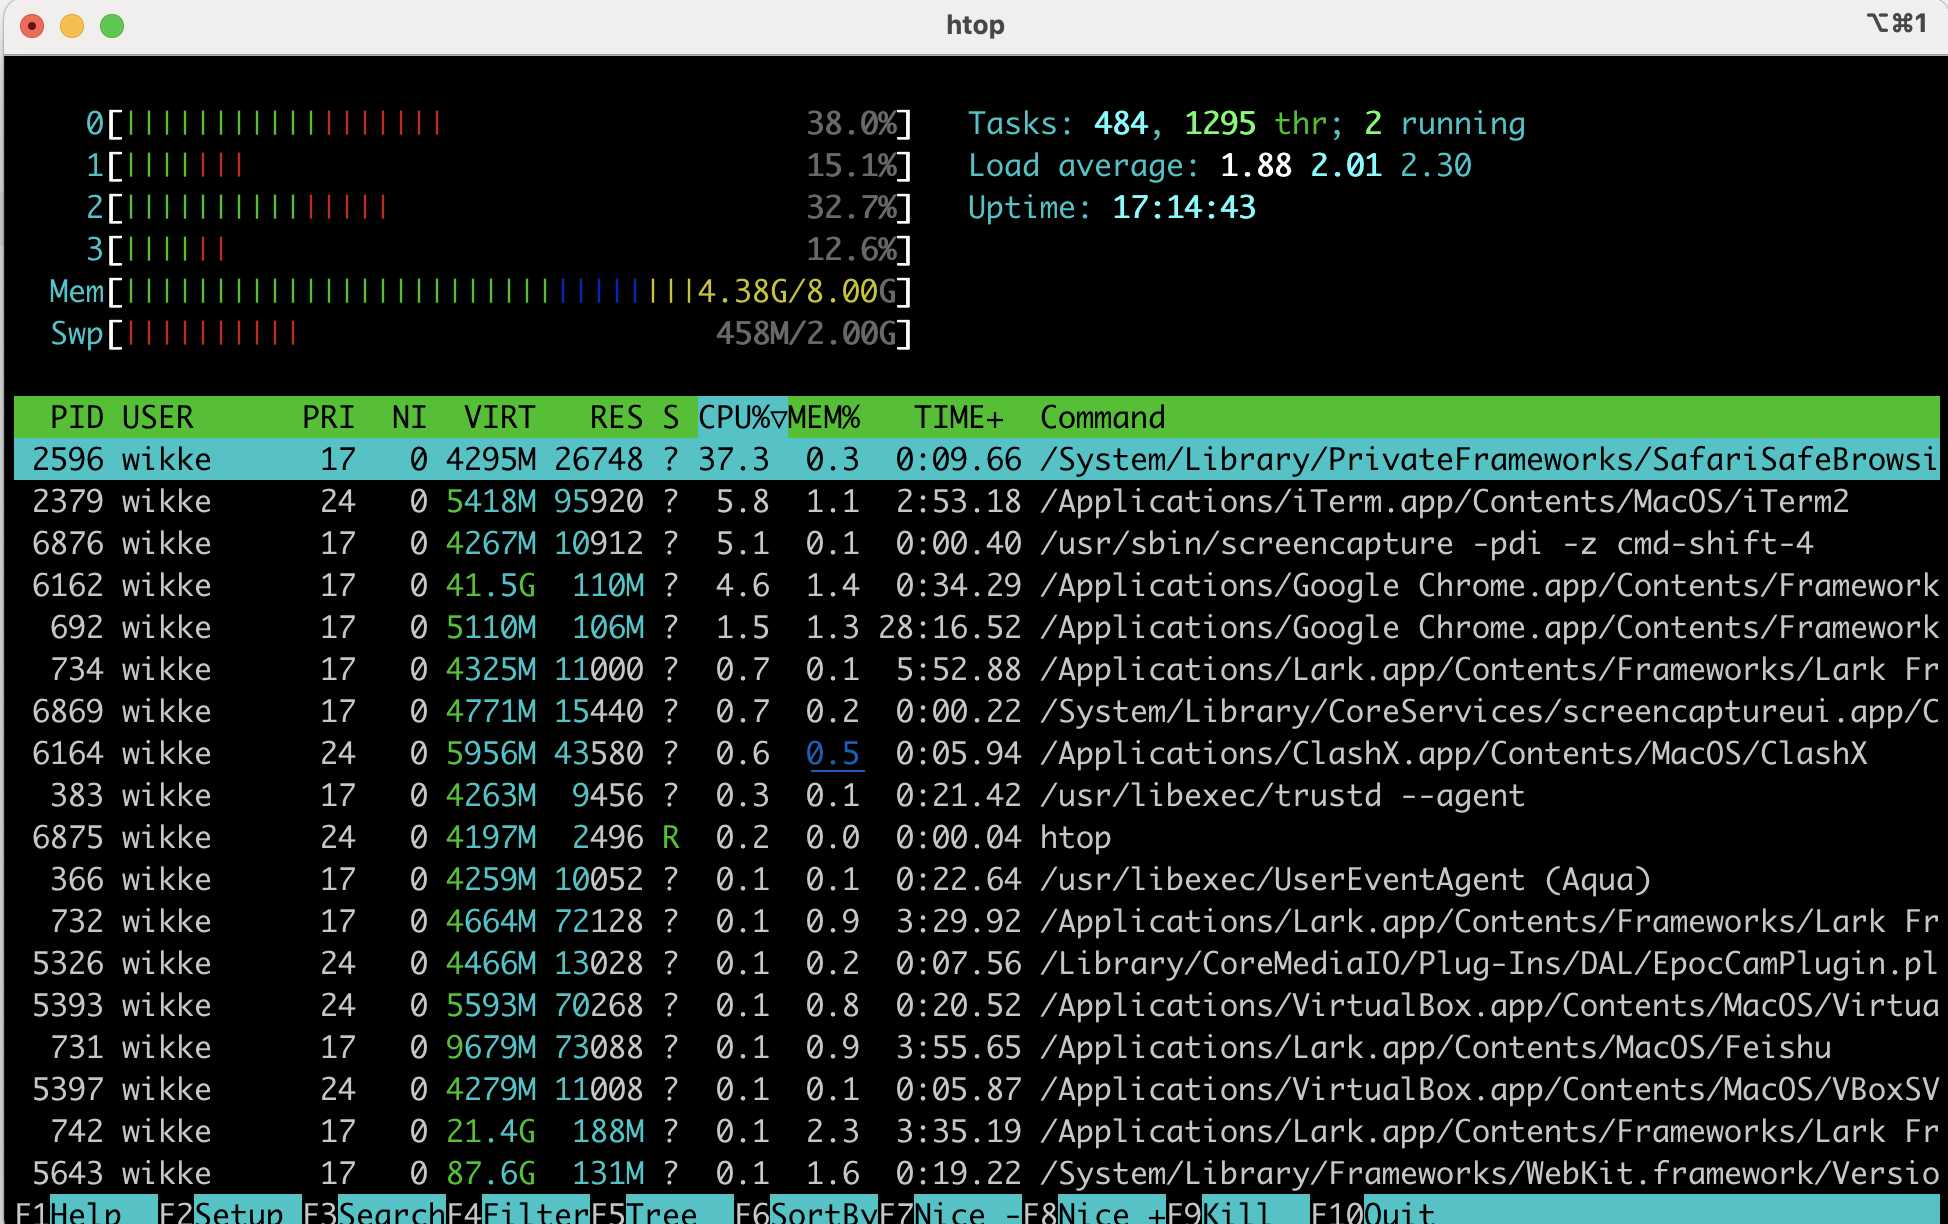 htop ⌥⌘1
0[|||||||||||||||||| 38.0%] Tasks: 484, 1295 thr; 2 running
1[||||||| 15.1%] Load average: 1.88 2.01 2.30
2[||||||||||||||| 32.7%] Uptime: 17:14:43
3[|||||| 12.6%]
Mem[||||||||||||||||||||||||||||||||4.38G/8.00G]
Swp[|||||||||| 458M/2.00G]
PID USER PRI NI VIRT RES S CPU%▽MEM% TIME+ Command
2596 wikke 17 0 4295M 26748 ? 37.3 0.3 0:09.66 /System/Library/PrivateFrameworks/SafariSafeBrowsi
2379 wikke 24 0 5418M 95920 ? 5.8 1.1 2:53.18 /Applications/iTerm.app/Contents/MacOS/iTerm2
6876 wikke 17 0 4267M 10912 ? 5.1 0.1 0:00.40 /usr/sbin/screencapture -pdi -z cmd-shift-4
6162 wikke 17 0 41.5G 110M ? 4.6 1.4 0:34.29 /Applications/Google Chrome.app/Contents/Framework
692 wikke 17 0 5110M 106M ? 1.5 1.3 28:16.52 /Applications/Google Chrome.app/Contents/Framework
734 wikke 17 0 4325M 11000 ? 0.7 0.1 5:52.88 /Applications/Lark.app/Contents/Frameworks/Lark Fr
6869 wikke 17 0 4771M 15440 ? 0.7 0.2 0:00.22 /System/Library/CoreServices/screencaptureui.app/C
6164 wikke 24 0 5956M 43580 ? 0.6 0.5 0:05.94 /Applications/ClashX.app/Contents/MacOS/ClashX
383 wikke 17 0 4263M 9456 ? 0.3 0.1 0:21.42 /usr/libexec/trustd --agent
6875 wikke 24 0 4197M 2496 R 0.2 0.0 0:00.04 htop
366 wikke 17 0 4259M 10052 ? 0.1 0.1 0:22.64 /usr/libexec/UserEventAgent (Aqua)
732 wikke 17 0 4664M 72128 ? 0.1 0.9 3:29.92 /Applications/Lark.app/Contents/Frameworks/Lark Fr
5326 wikke 24 0 4466M 13028 ? 0.1 0.2 0:07.56 /Library/CoreMediaIO/Plug-Ins/DAL/EpocCamPlugin.pl
5393 wikke 24 0 5593M 70268 ? 0.1 0.8 0:20.52 /Applications/VirtualBox.app/Contents/MacOS/Virtua
731 wikke 17 0 9679M 73088 ? 0.1 0.9 3:55.65 /Applications/Lark.app/Contents/MacOS/Feishu
5397 wikke 24 0 4279M 11008 ? 0.1 0.1 0:05.87 /Applications/VirtualBox.app/Contents/MacOS/VBoxSV
742 wikke 17 0 21.4G 188M ? 0.1 2.3 3:35.19 /Applications/Lark.app/Contents/Frameworks/Lark Fr
5643 wikke 17 0 87.6G 131M ? 0.1 1.6 0:19.22 /System/Library/Frameworks/WebKit.framework/Versio
F1Help F2Setup F3SearchF4FilterF5Tree F6SortByF7Nice -F8Nice +F9Kill F10Quit